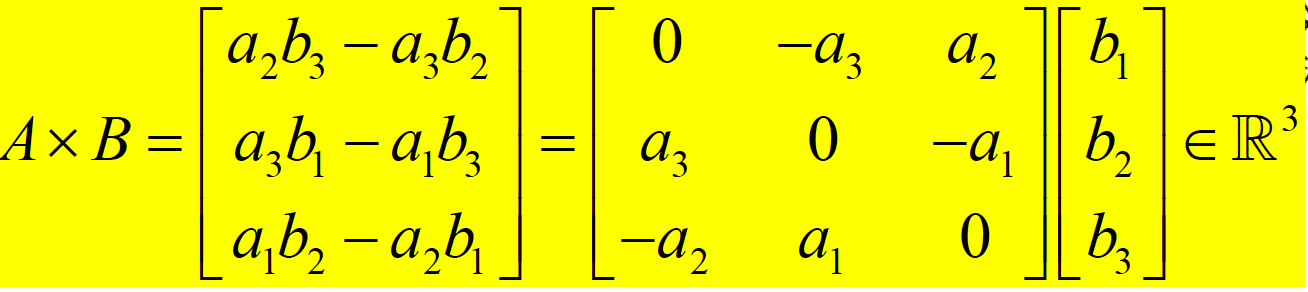 A × B = [a₂b₃ − a₃b₂; a₃b₁ − a₁b₃; a₁b₂ − a₂b₁] = [0 −a₃ a₂; a₃ 0 −a₁; −a₂ a₁ 0] [b₁; b₂; b₃] ∈ ℝ³